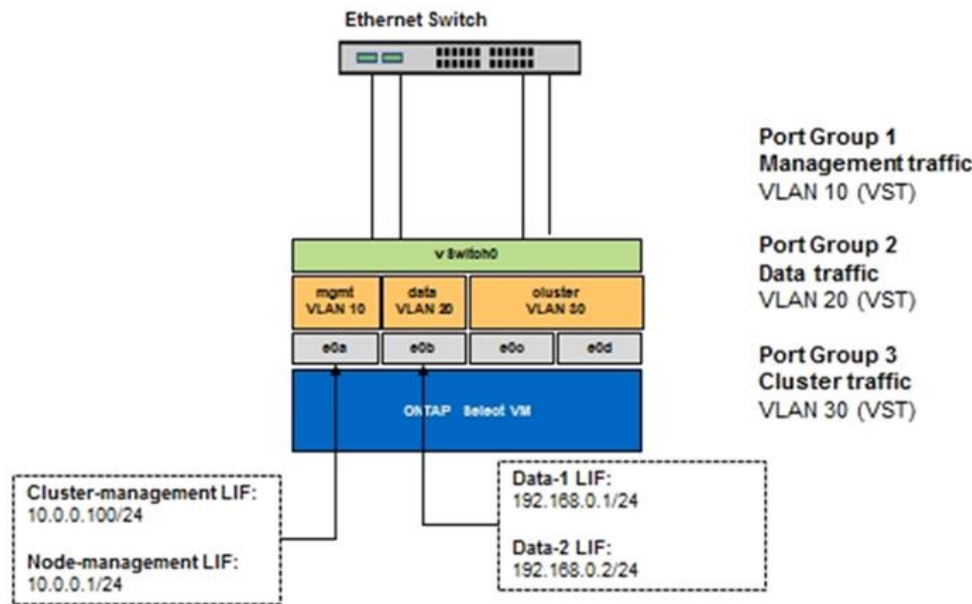 Ethernet Switch
Port Group 1
Management traffic
VLAN 10 (VST)
Port Group 2
Data traffic
VLAN 20 (VST)
Port Group 3
Cluster traffic
VLAN 30 (VST)
vSwitch0
mgmt
VLAN 10
data
VLAN 20
cluster
VLAN 30
e0a
e0b
e0c
e0d
ONTAP Select VM
Cluster-management LIF:
10.0.0.100/24
Node-management LIF:
10.0.0.1/24
Data-1 LIF:
192.168.0.1/24
Data-2 LIF:
192.168.0.2/24